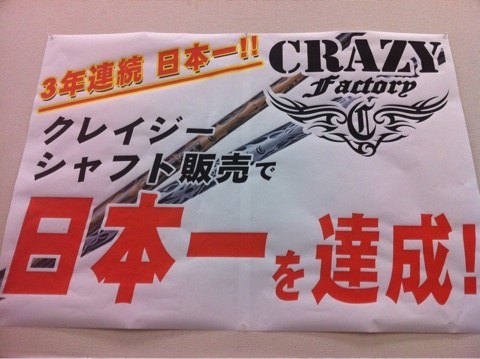 3年連続 日本一!!
CRAZY
Factory
C
クレイジー
シャフト販売で
日本一を達成!